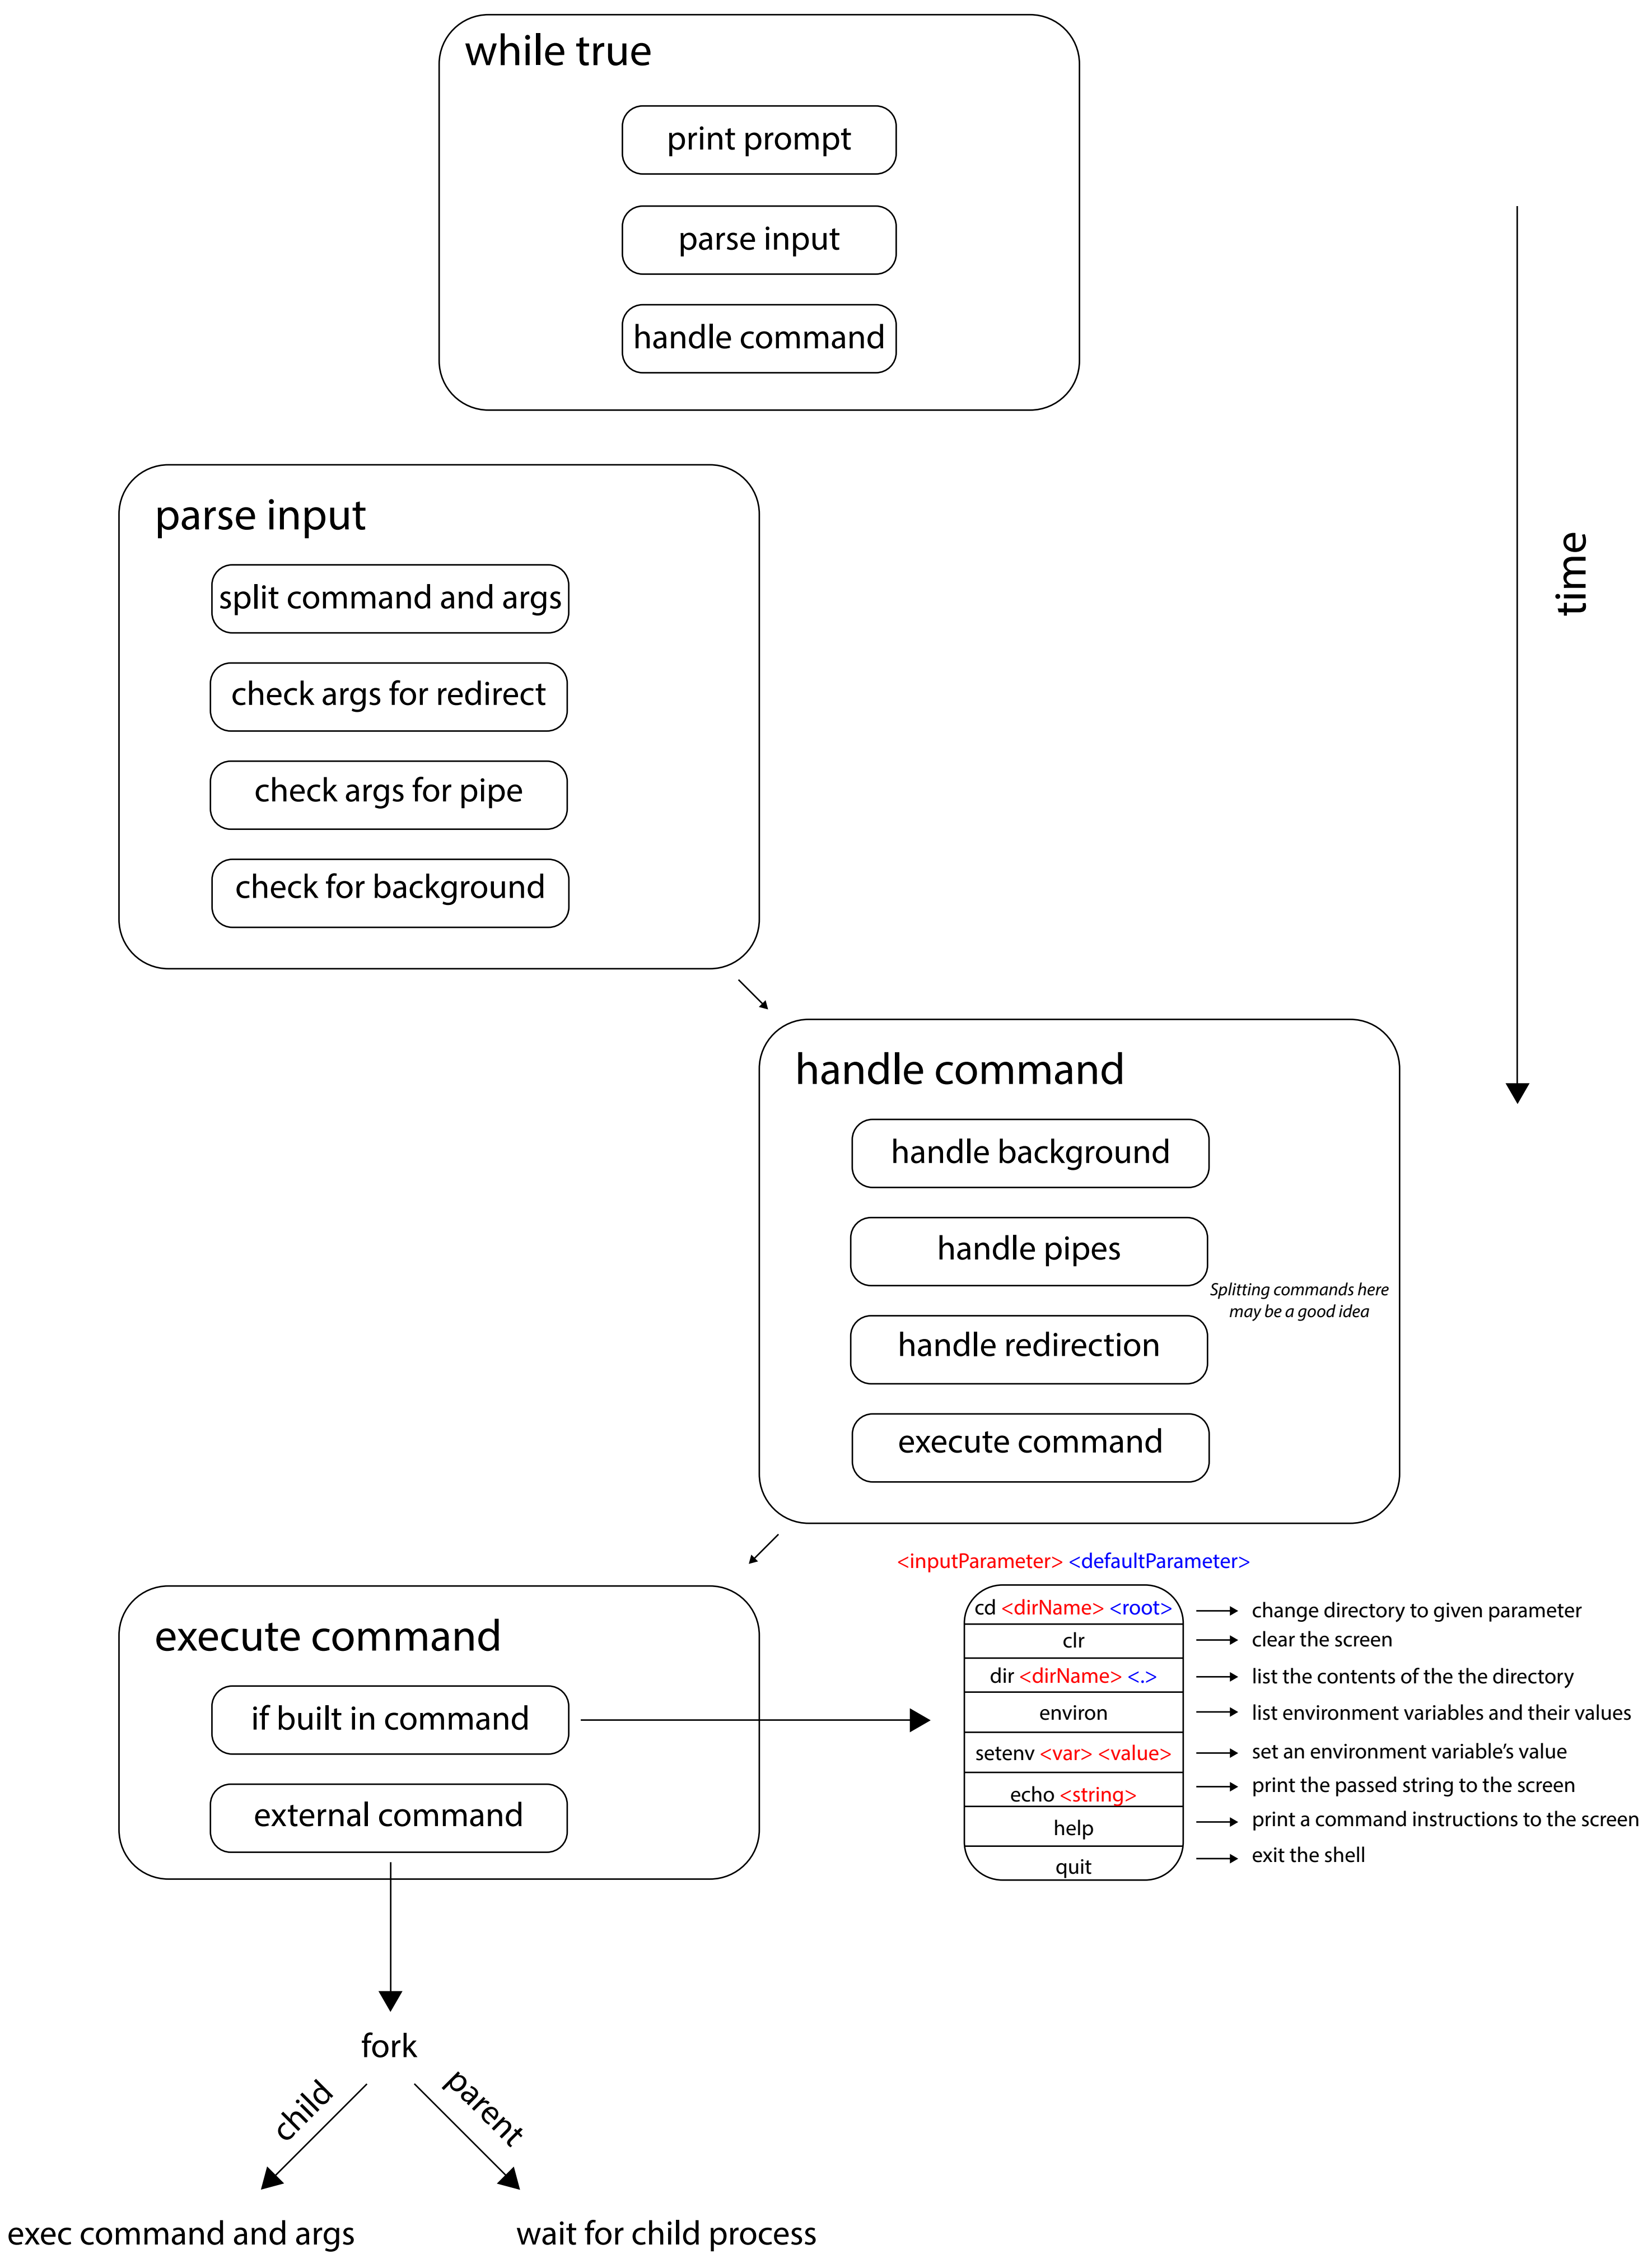 while true
print prompt
parse input
handle command
time
parse input
split command and args
check args for redirect
check args for pipe
check for background
handle command
handle background
handle pipes
Splitting commands here
may be a good idea
handle redirection
execute command
<inputParameter> <defaultParameter>
execute command
if built in command
external command
cd <dirName> <root>
change directory to given parameter
clr
clear the screen
dir <dirName> <.>
list the contents of the the directory
environ
list environment variables and their values
setenv <var> <value>
set an environment variable’s value
echo <string>
print the passed string to the screen
help
print a command instructions to the screen
quit
exit the shell
fork
child
parent
exec command and args
wait for child process